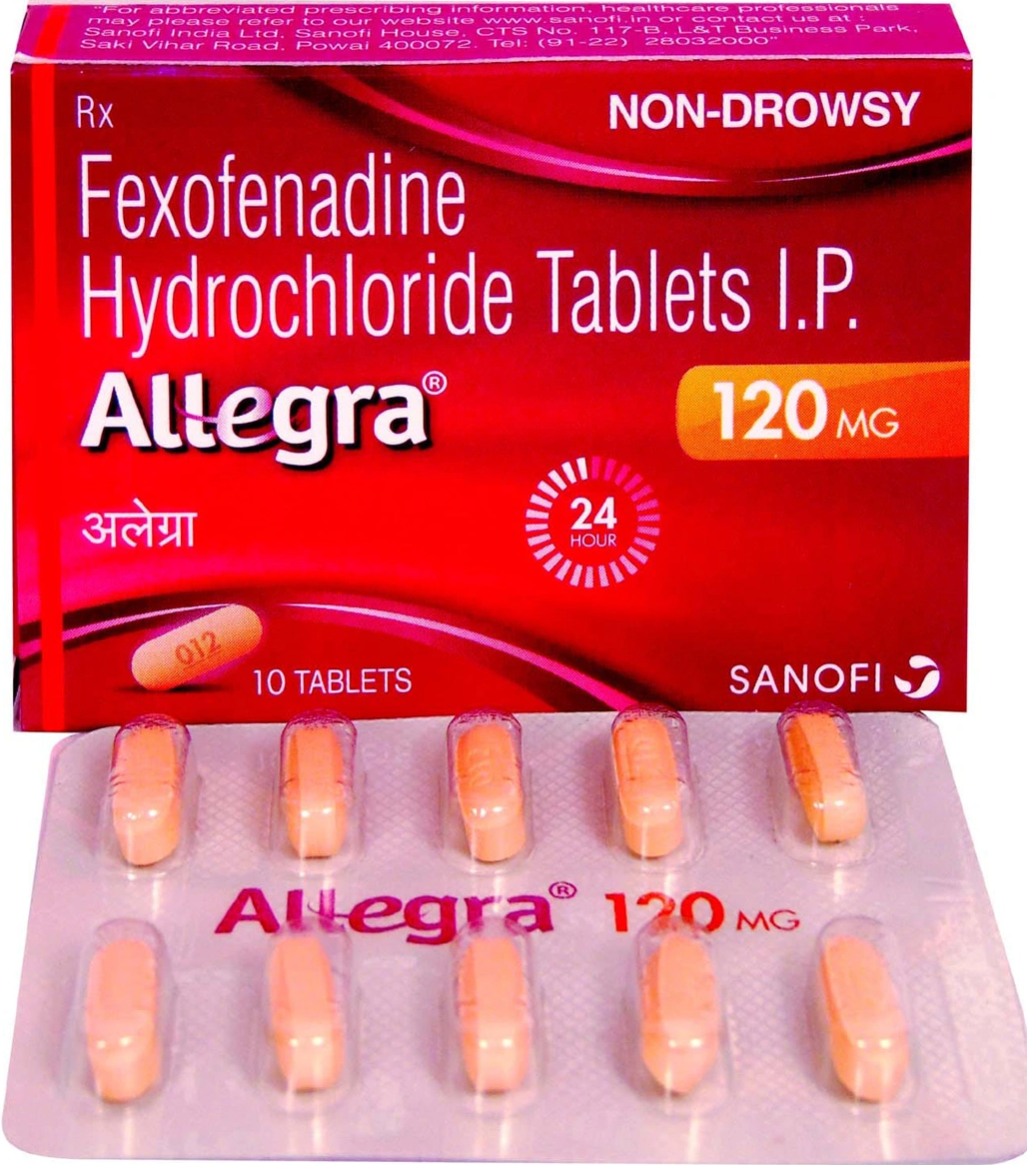 "For abbreviated prescribing information, healthcare professionals
may please refer to our website www.sanofi.in or contact us at :
Sanofi India Ltd, Sanofi House, CTS No. 117-B, L&T Business Park,
Saki Vihar Road, Powai 400072. Tel: (91-22) 28032000"
Rx
NON-DROWSY
Fexofenadine
Hydrochloride Tablets I.P.
Allegra®
120 MG
अलेग्रा
24
HOUR
012
10 TABLETS
SANOFI
Allegra® 120 MG